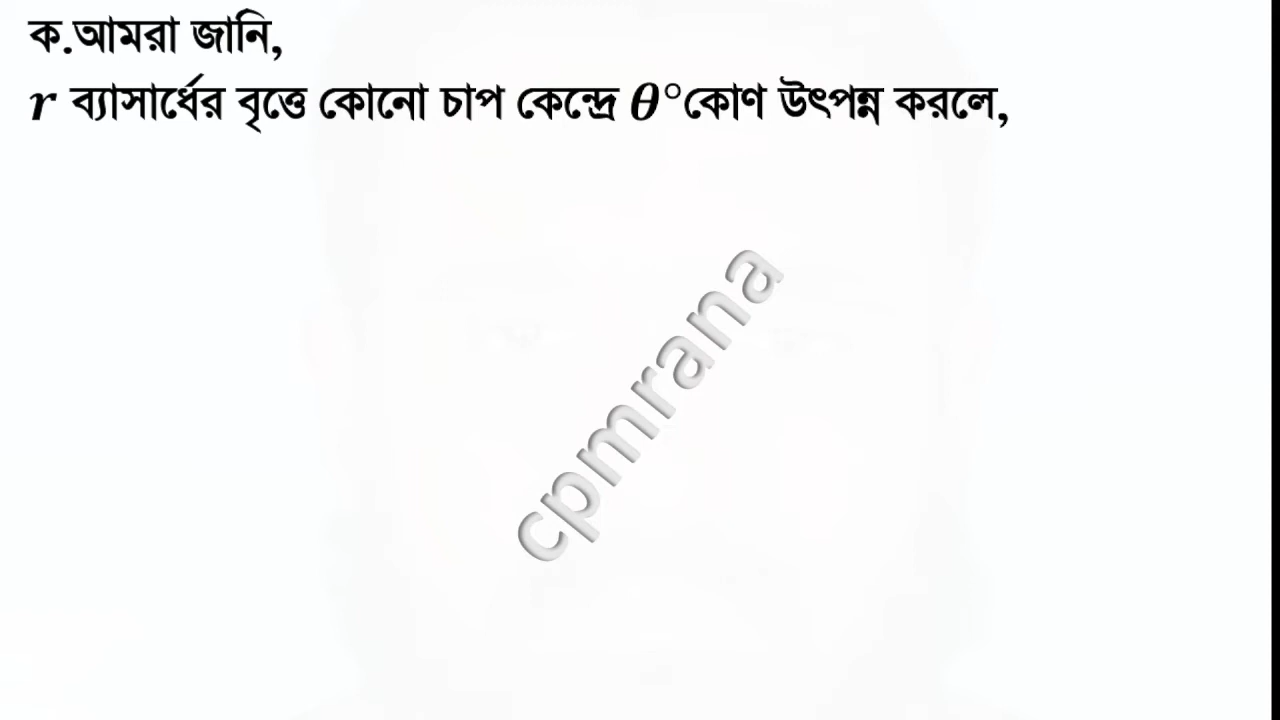 ক.আমরা জানি,
r ব্যাসার্ধের বৃত্তে কোনো চাপ কেন্দ্রে θ°কোণ উৎপন্ন করলে,
cpmrana